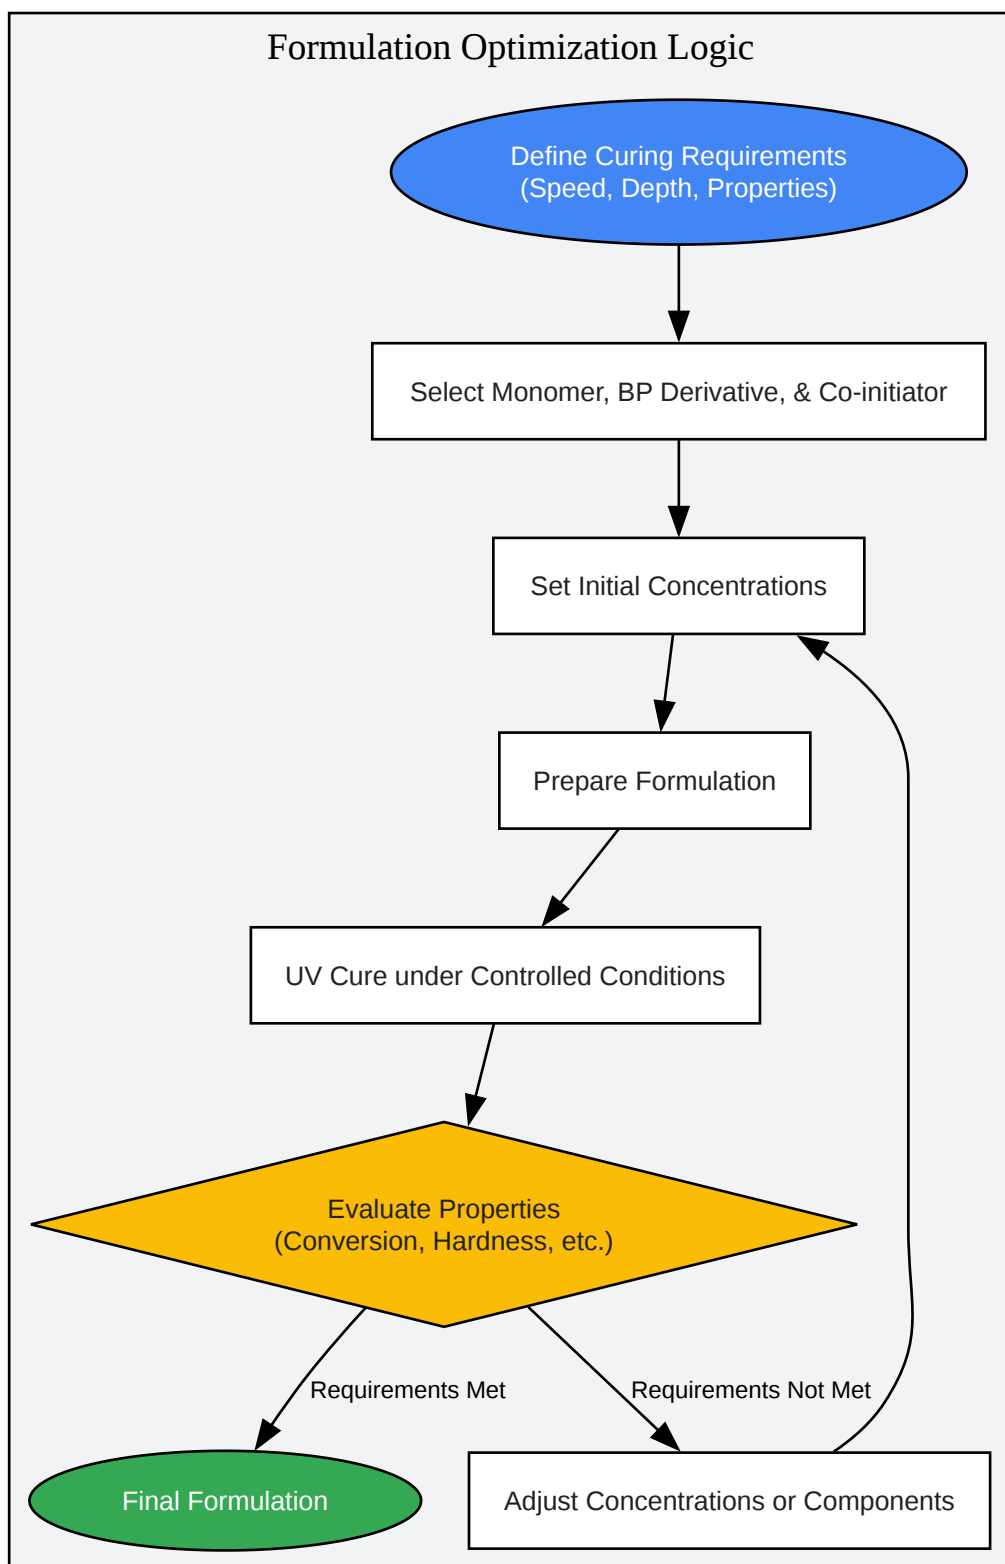 Formulation Optimization Logic
Define Curing Requirements
(Speed, Depth, Properties)
Select Monomer, BP Derivative, & Co-initiator
Set Initial Concentrations
Prepare Formulation
UV Cure under Controlled Conditions
Evaluate Properties
(Conversion, Hardness, etc.)
Requirements Met
Requirements Not Met
Final Formulation
Adjust Concentrations or Components